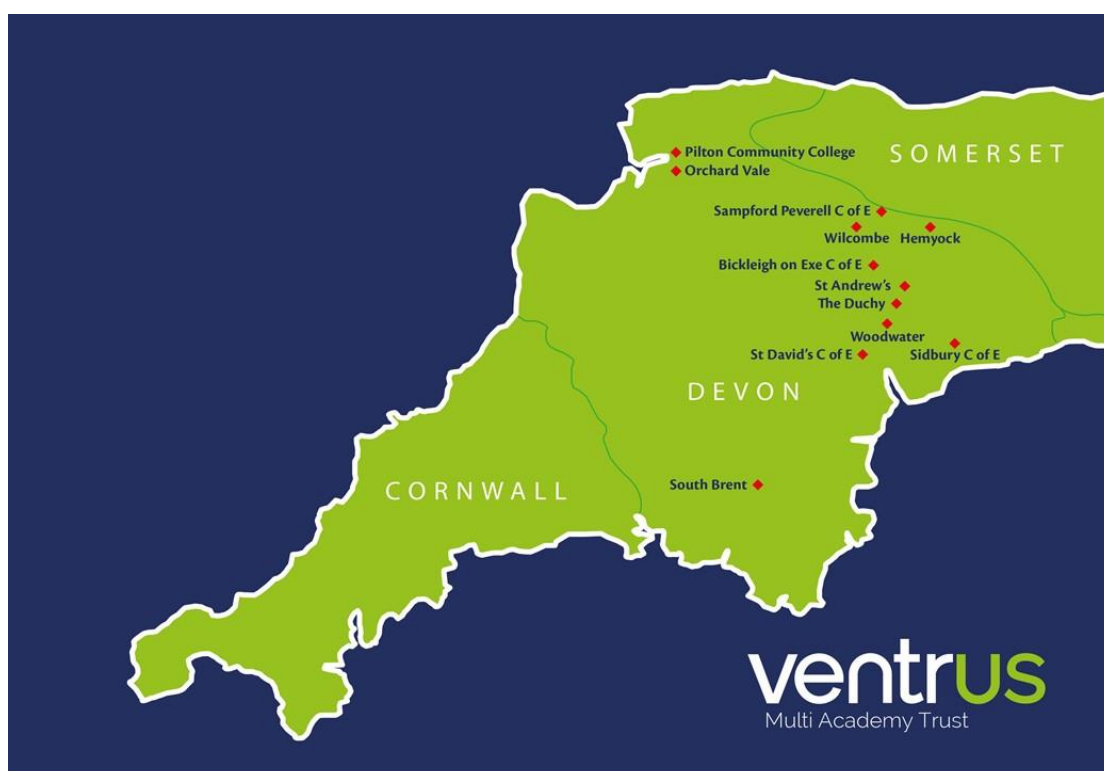 SOMERSET
Pilton Community College
Orchard Vale
Sampford Peverell C of E
Wilcombe
Hemyock
Bickleigh on Exe C of E
St Andrew's
The Duchy
Woodwater
St David's C of E
Sidbury C of E
DEVON
South Brent
CORNWALL
ventrus
Multi Academy Trust